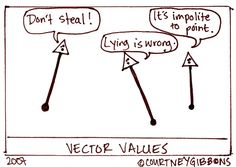 Don't steal!
Lying is wrong.
It's impolite
to point.
VECTOR VALUES
2007
©COURTNEYGIBBONS